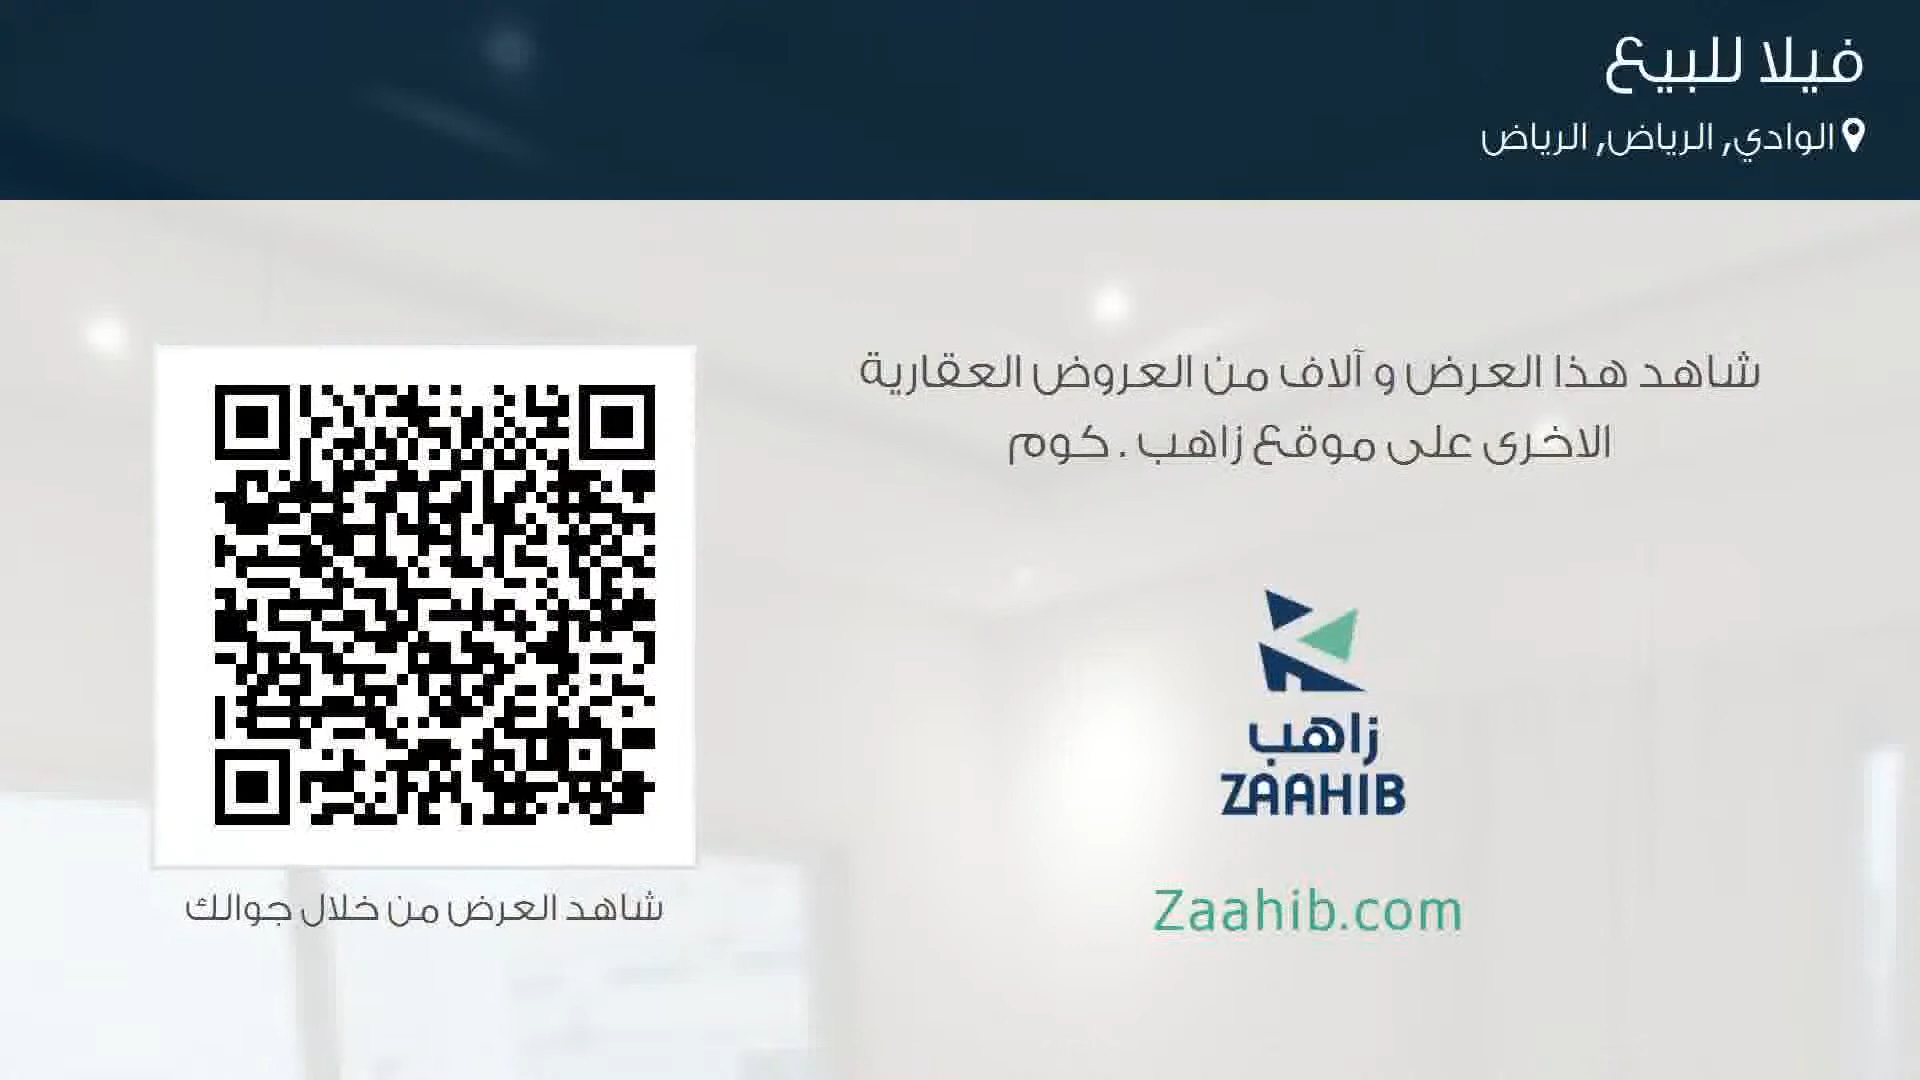 فيلا للبيع
الوادي, الرياض, الرياض
شاهد هذا العرض و آلاف من العروض العقارية
الاخرى على موقع زاهب . كوم
زاهب
ZAAHIB
Zaahib.com
شاهد العرض من خلال جوالك